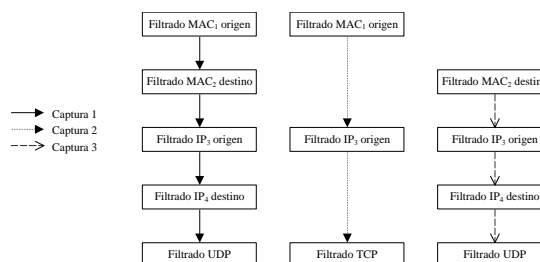 Filtrado MAC₁ origen
Filtrado MAC₁ origen
Filtrado MAC₂ destino
Filtrado MAC₂ destin
Captura 1
Captura 2
Captura 3
Filtrado IP₃ origen
Filtrado IP₃ origen
Filtrado IP₃ origen
Filtrado IP₄ destino
Filtrado IP₄ destino
Filtrado UDP
Filtrado TCP
Filtrado UDP